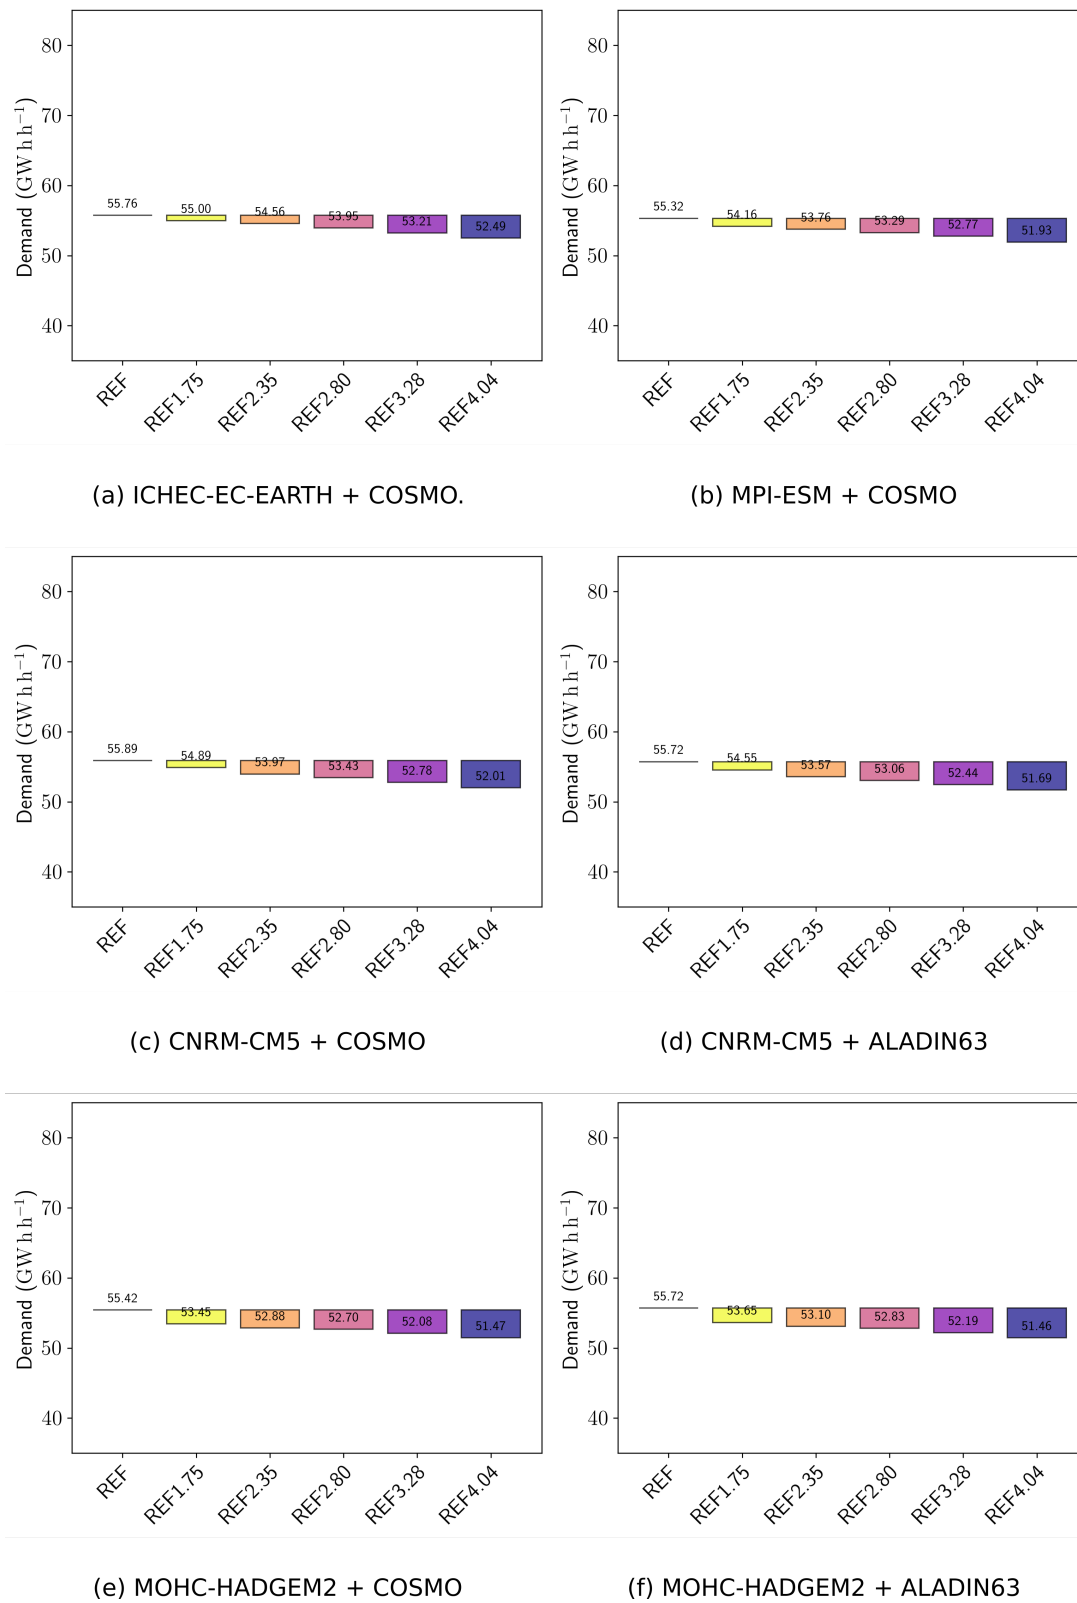 80
70
60
50
40
Demand (GW h h⁻¹)
55.76
55.00
54.56
53.95
53.21
52.49
REF
REF1.75
REF2.35
REF2.80
REF3.28
REF4.04
(a) ICHEC-EC-EARTH + COSMO.
80
70
60
50
40
Demand (GW h h⁻¹)
55.32
54.16
53.76
53.29
52.77
51.93
REF
REF1.75
REF2.35
REF2.80
REF3.28
REF4.04
(b) MPI-ESM + COSMO
80
70
60
50
40
Demand (GW h h⁻¹)
55.89
54.89
53.97
53.43
52.78
52.01
REF
REF1.75
REF2.35
REF2.80
REF3.28
REF4.04
(c) CNRM-CM5 + COSMO
80
70
60
50
40
Demand (GW h h⁻¹)
55.72
54.55
53.57
53.06
52.44
51.69
REF
REF1.75
REF2.35
REF2.80
REF3.28
REF4.04
(d) CNRM-CM5 + ALADIN63
80
70
60
50
40
Demand (GW h h⁻¹)
55.42
53.45
52.88
52.70
52.08
51.47
REF
REF1.75
REF2.35
REF2.80
REF3.28
REF4.04
(e) MOHC-HADGEM2 + COSMO
80
70
60
50
40
Demand (GW h h⁻¹)
55.72
53.65
53.10
52.83
52.19
51.46
REF
REF1.75
REF2.35
REF2.80
REF3.28
REF4.04
(f) MOHC-HADGEM2 + ALADIN63